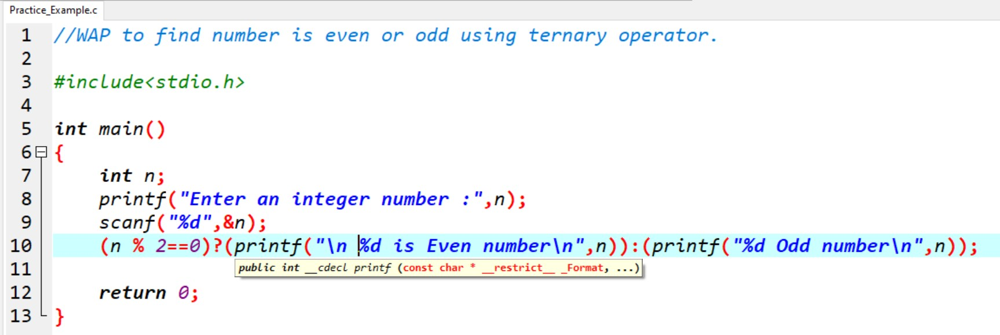 Practice_Example.c
1 //WAP to find number is even or odd using ternary operator.
2
3 #include<stdio.h>
4
5 int main()
6 {
7 int n;
8 printf("Enter an integer number :",n);
9 scanf("%d",&n);
10 (n % 2==0)?(printf("\n %d is Even number\n",n)):(printf("%d Odd number\n",n));
public int __cdecl printf (const char * __restrict__ _Format, ...)
11
12 return 0;
13 }